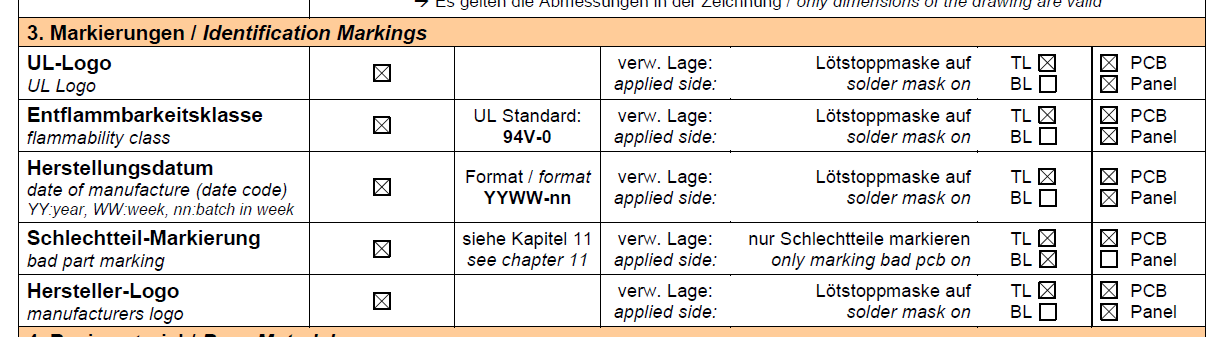 → Es gelten die Abmessungen in der Zeichnung / only dimensions of the drawing are valid
3. Markierungen / Identification Markings
UL-Logo
UL Logo
☒
verw. Lage:
applied side:
Lötstoppmaske auf
solder mask on
TL ☒
BL ☐
☒ PCB
☒ Panel
Entflammbarkeitsklasse
flammability class
☒
UL Standard:
94V-0
verw. Lage:
applied side:
Lötstoppmaske auf
solder mask on
TL ☒
BL ☐
☒ PCB
☒ Panel
Herstellungsdatum
date of manufacture (date code)
YY:year, WW:week, nn:batch in week
☒
Format / format
YYWW-nn
verw. Lage:
applied side:
Lötstoppmaske auf
solder mask on
TL ☒
BL ☐
☒ PCB
☒ Panel
Schlechtteil-Markierung
bad part marking
☒
siehe Kapitel 11
see chapter 11
verw. Lage:
applied side:
nur Schlechtteile markieren
only marking bad pcb on
TL ☒
BL ☒
☒ PCB
☐ Panel
Hersteller-Logo
manufacturers logo
☒
verw. Lage:
applied side:
Lötstoppmaske auf
solder mask on
TL ☒
BL ☐
☒ PCB
☒ Panel